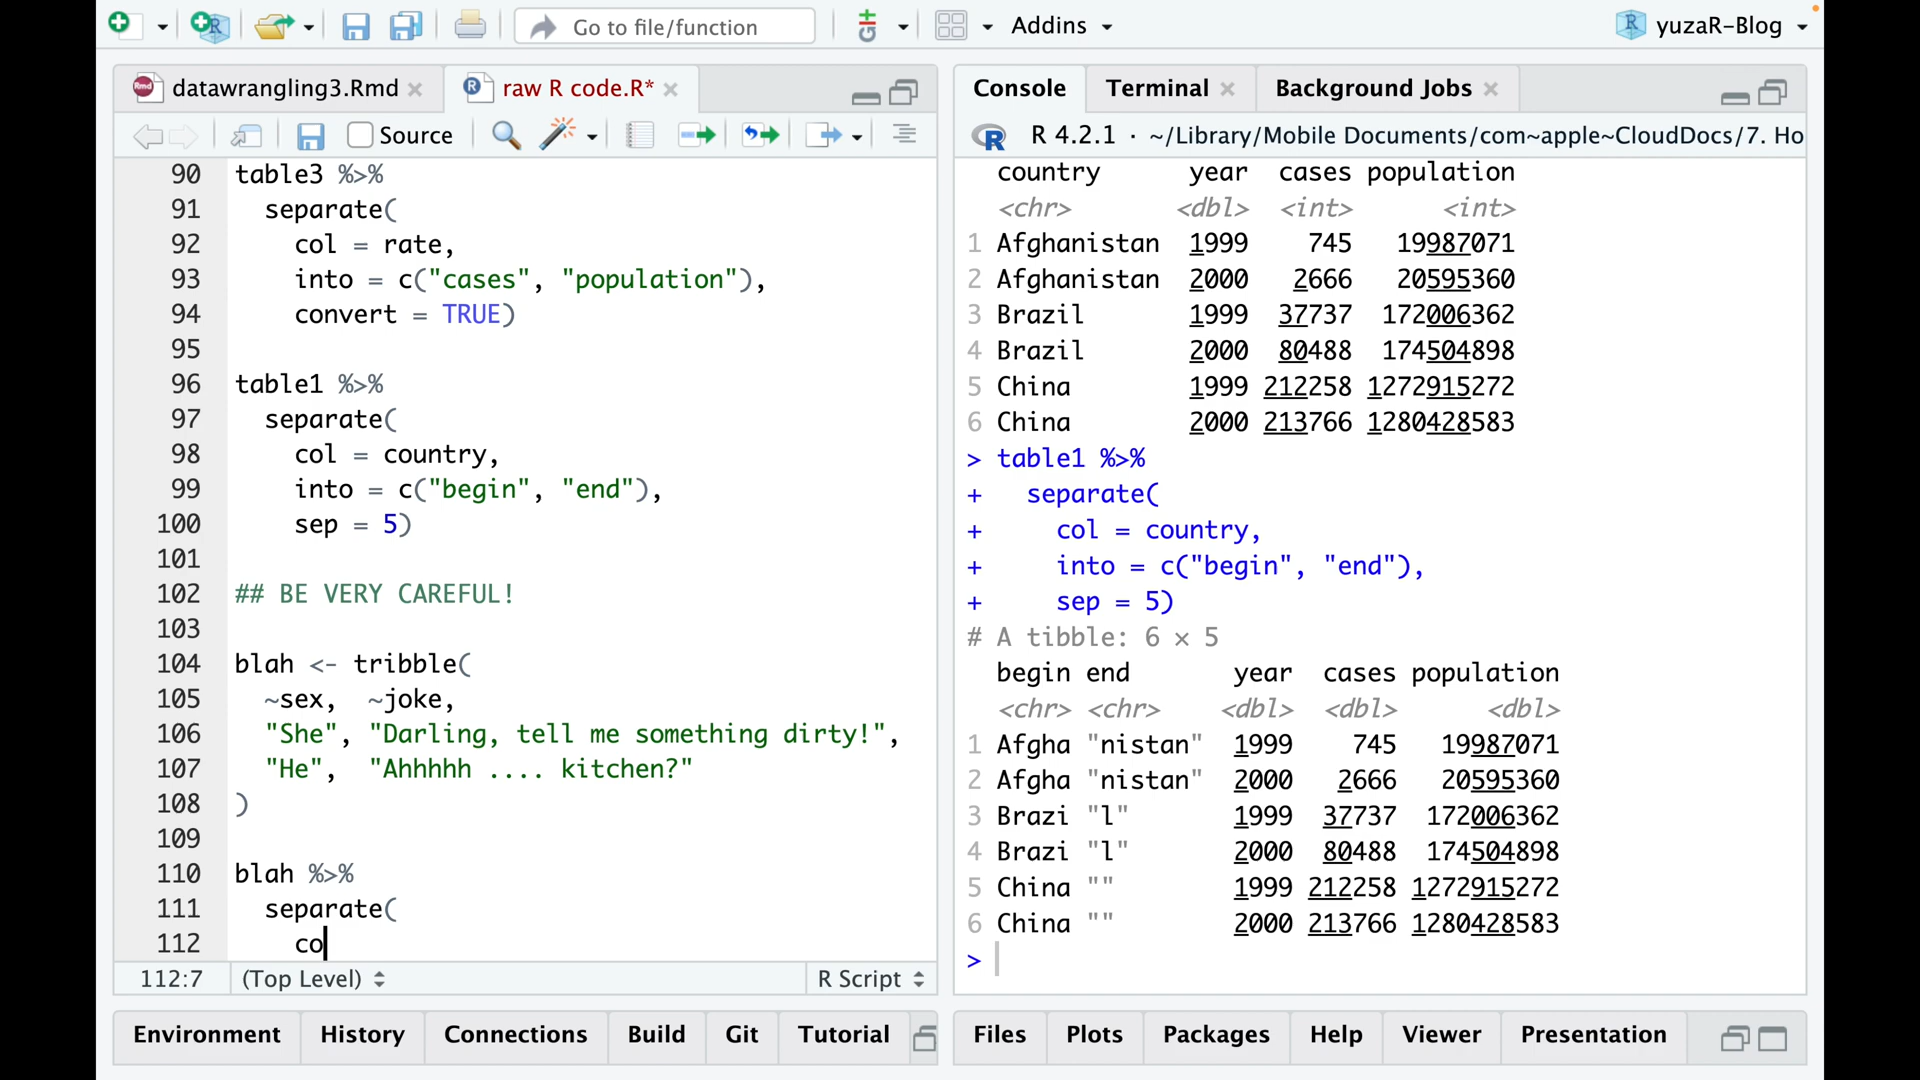 Go to file/function
Addins
yuzaR-Blog
datawrangling3.Rmd
raw R code.R*
Source
90 table3 %>%
91 separate(
92 col = rate,
93 into = c("cases", "population"),
94 convert = TRUE)
95
96 table1 %>%
97 separate(
98 col = country,
99 into = c("begin", "end"),
100 sep = 5)
101
102 ## BE VERY CAREFUL!
103
104 blah <- tribble(
105 ~sex, ~joke,
106 "She", "Darling, tell me something dirty!",
107 "He", "Ahhhhh .... kitchen?"
108 )
109
110 blah %>%
111 separate(
112 co
112:7 (Top Level) R Script
Environment History Connections Build Git Tutorial
Console Terminal Background Jobs
R 4.2.1 · ~/Library/Mobile Documents/com~apple~CloudDocs/7. Ho
country year cases population
<chr> <dbl> <int> <int>
1 Afghanistan 1999 745 19987071
2 Afghanistan 2000 2666 20595360
3 Brazil 1999 37737 172006362
4 Brazil 2000 80488 174504898
5 China 1999 212258 1272915272
6 China 2000 213766 1280428583
> table1 %>%
+ separate(
+ col = country,
+ into = c("begin", "end"),
+ sep = 5)
# A tibble: 6 × 5
begin end year cases population
<chr> <chr> <dbl> <dbl> <dbl>
1 Afgha "nistan" 1999 745 19987071
2 Afgha "nistan" 2000 2666 20595360
3 Brazi "l" 1999 37737 172006362
4 Brazi "l" 2000 80488 174504898
5 China "" 1999 212258 1272915272
6 China "" 2000 213766 1280428583
>
Files Plots Packages Help Viewer Presentation